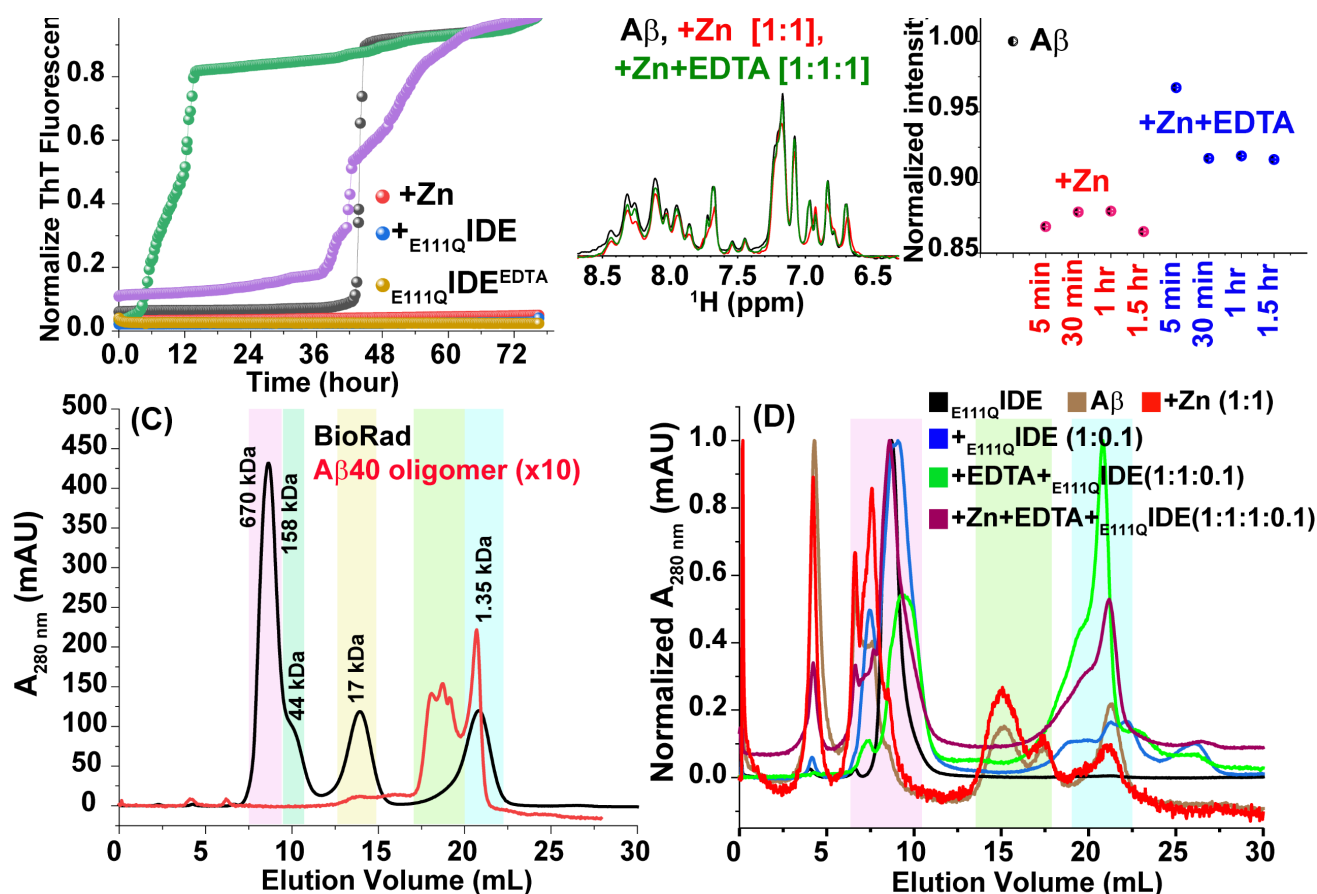 Normalize ThT Fluorescen
0.8
0.6
0.4
0.2
0.0
0.0 12 24 36 48 60 72
Time (hour)
+Zn
+E111QIDE
E111QIDEEDTA
Aβ, +Zn [1:1],
+Zn+EDTA [1:1:1]
8.5 8.0 7.5 7.0 6.5
1H (ppm)
Normalized intensit
1.00
0.95
0.90
0.85
Aβ
+Zn
+Zn+EDTA
5 min
30 min
1 hr
1.5 hr
5 min
30 min
1 hr
1.5 hr
(C)
BioRad
Aβ40 oligomer (x10)
A280 nm (mAU)
500
450
400
350
300
250
200
150
100
50
0
670 kDa
158 kDa
44 kDa
17 kDa
1.35 kDa
0 5 10 15 20 25 30
Elution Volume (mL)
(D)
E111QIDE Aβ +Zn (1:1)
+E111QIDE (1:0.1)
+EDTA+E111QIDE(1:1:0.1)
+Zn+EDTA+E111QIDE(1:1:1:0.1)
Normalized A280 nm (mAU)
1.0
0.8
0.6
0.4
0.2
0.0
0 5 10 15 20 25 30
Elution Volume (mL)